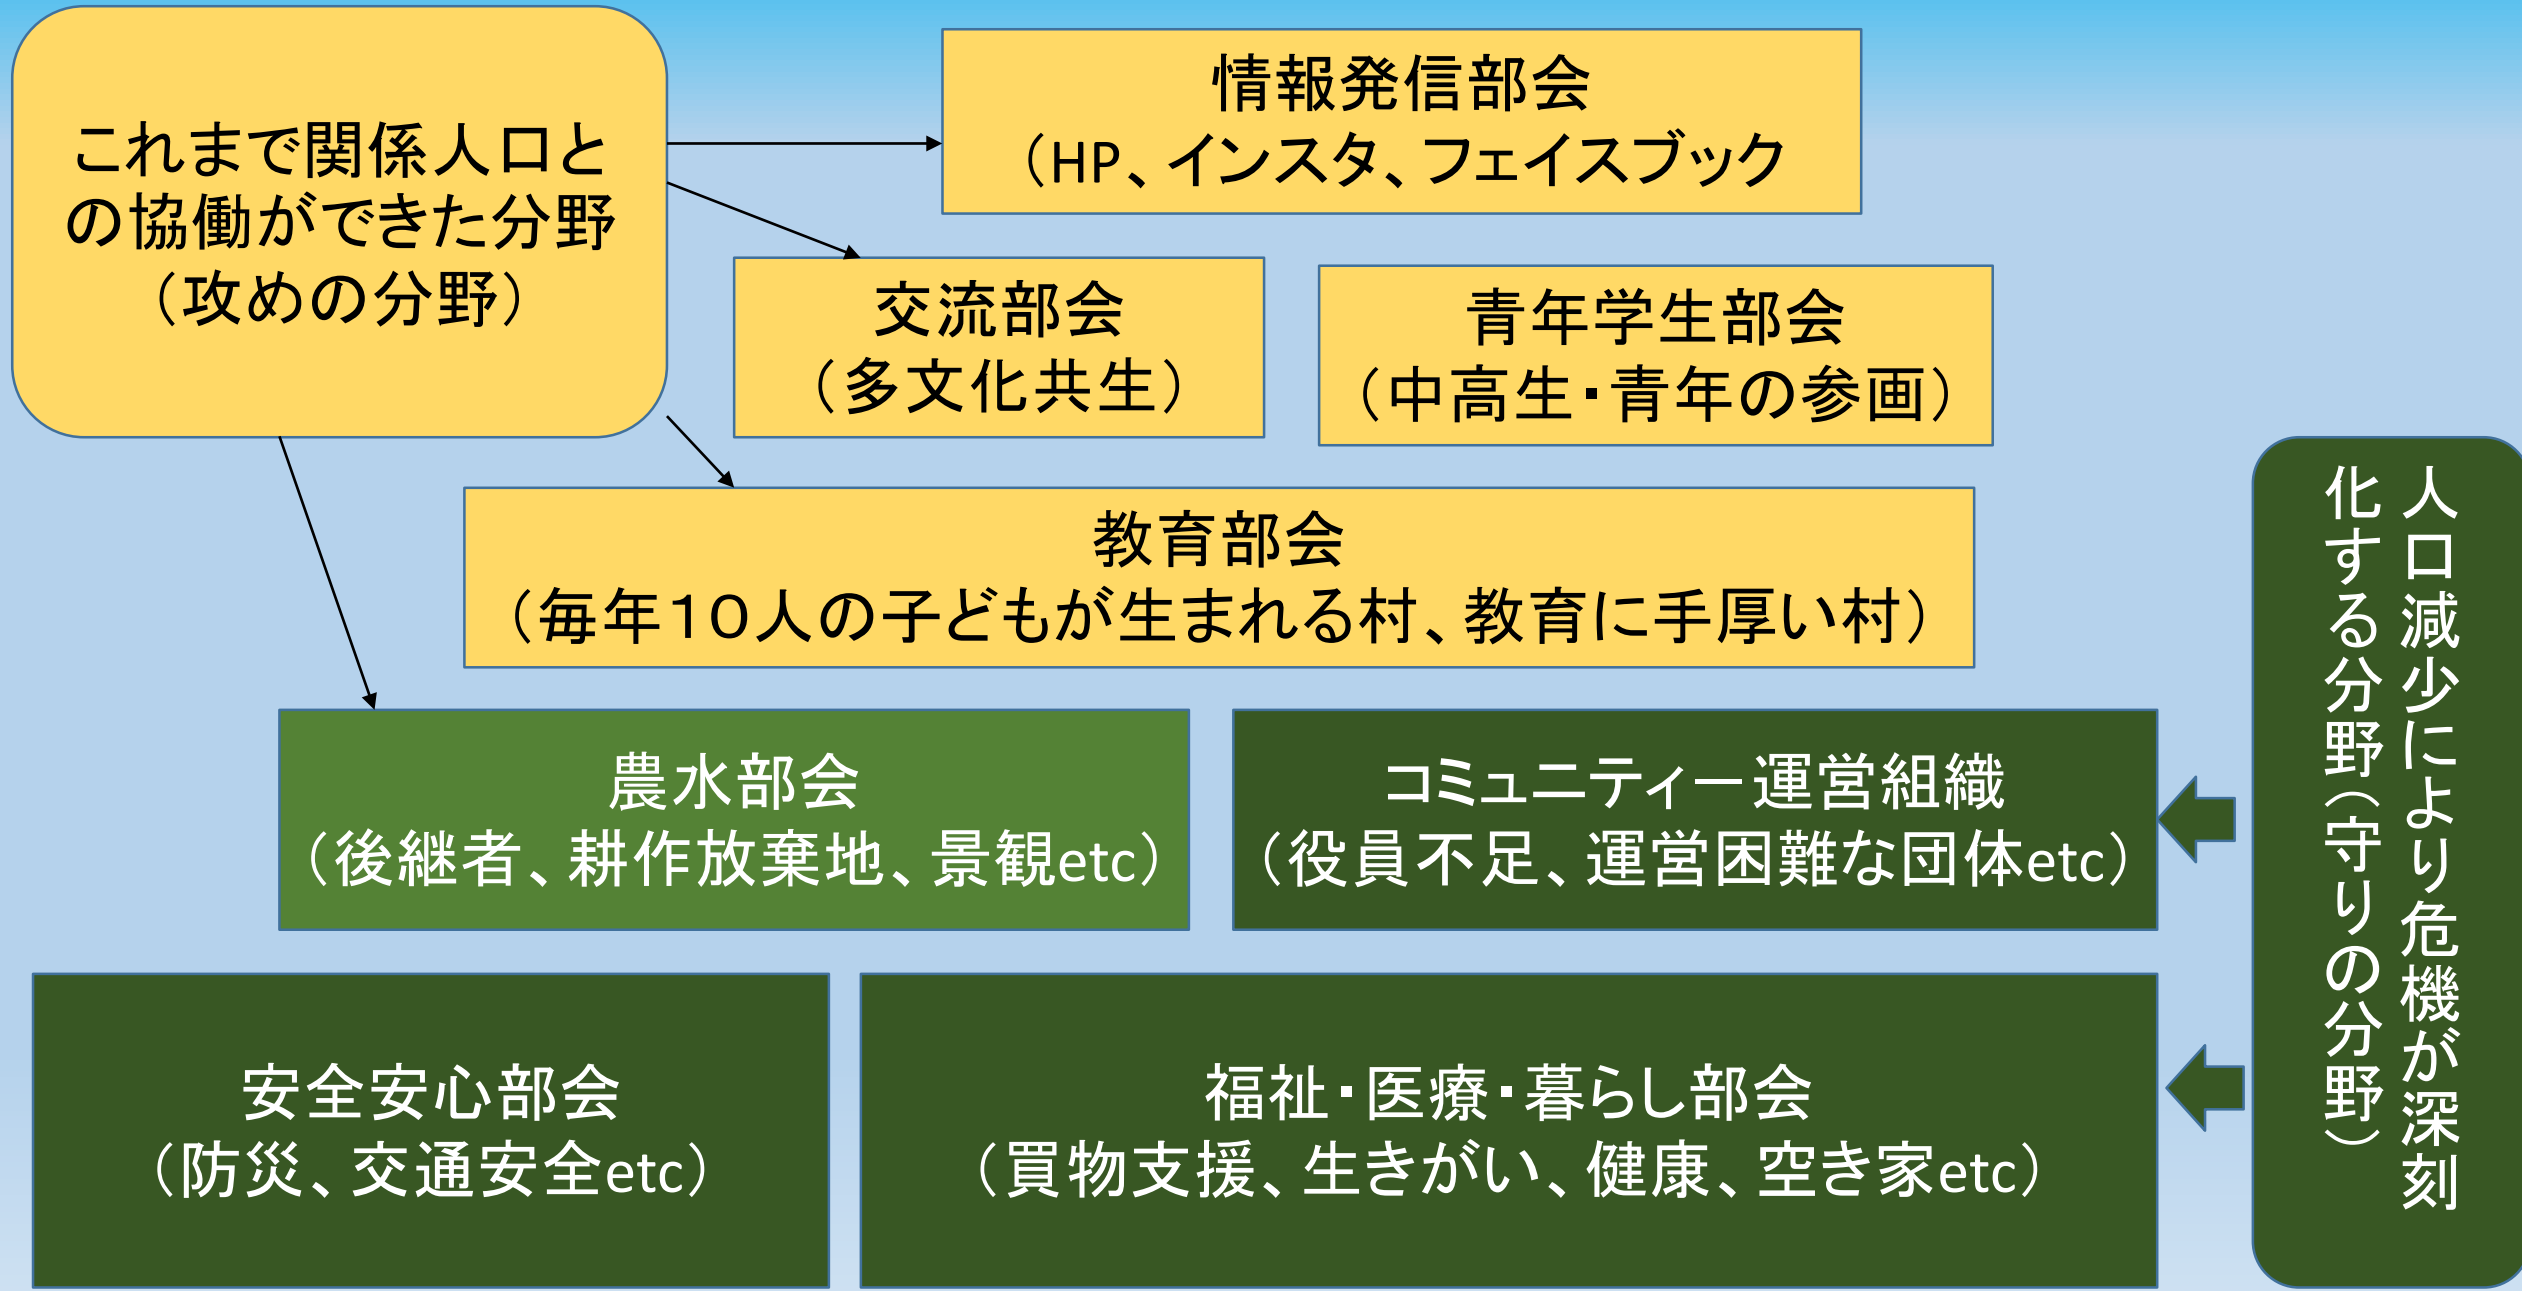 これまで関係人口と
の協働ができた分野
（攻めの分野）
情報発信部会
（HP、インスタ、フェイスブック
交流部会
（多文化共生）
青年学生部会
（中高生・青年の参画）
教育部会
（毎年１０人の子どもが生まれる村、教育に手厚い村）
農水部会
（後継者、耕作放棄地、景観etc）
コミュニティー運営組織
（役員不足、運営困難な団体etc）
人口減少により危機が深刻
化する分野（守りの分野）
安全安心部会
（防災、交通安全etc）
福祉・医療・暮らし部会
（買物支援、生きがい、健康、空き家etc）